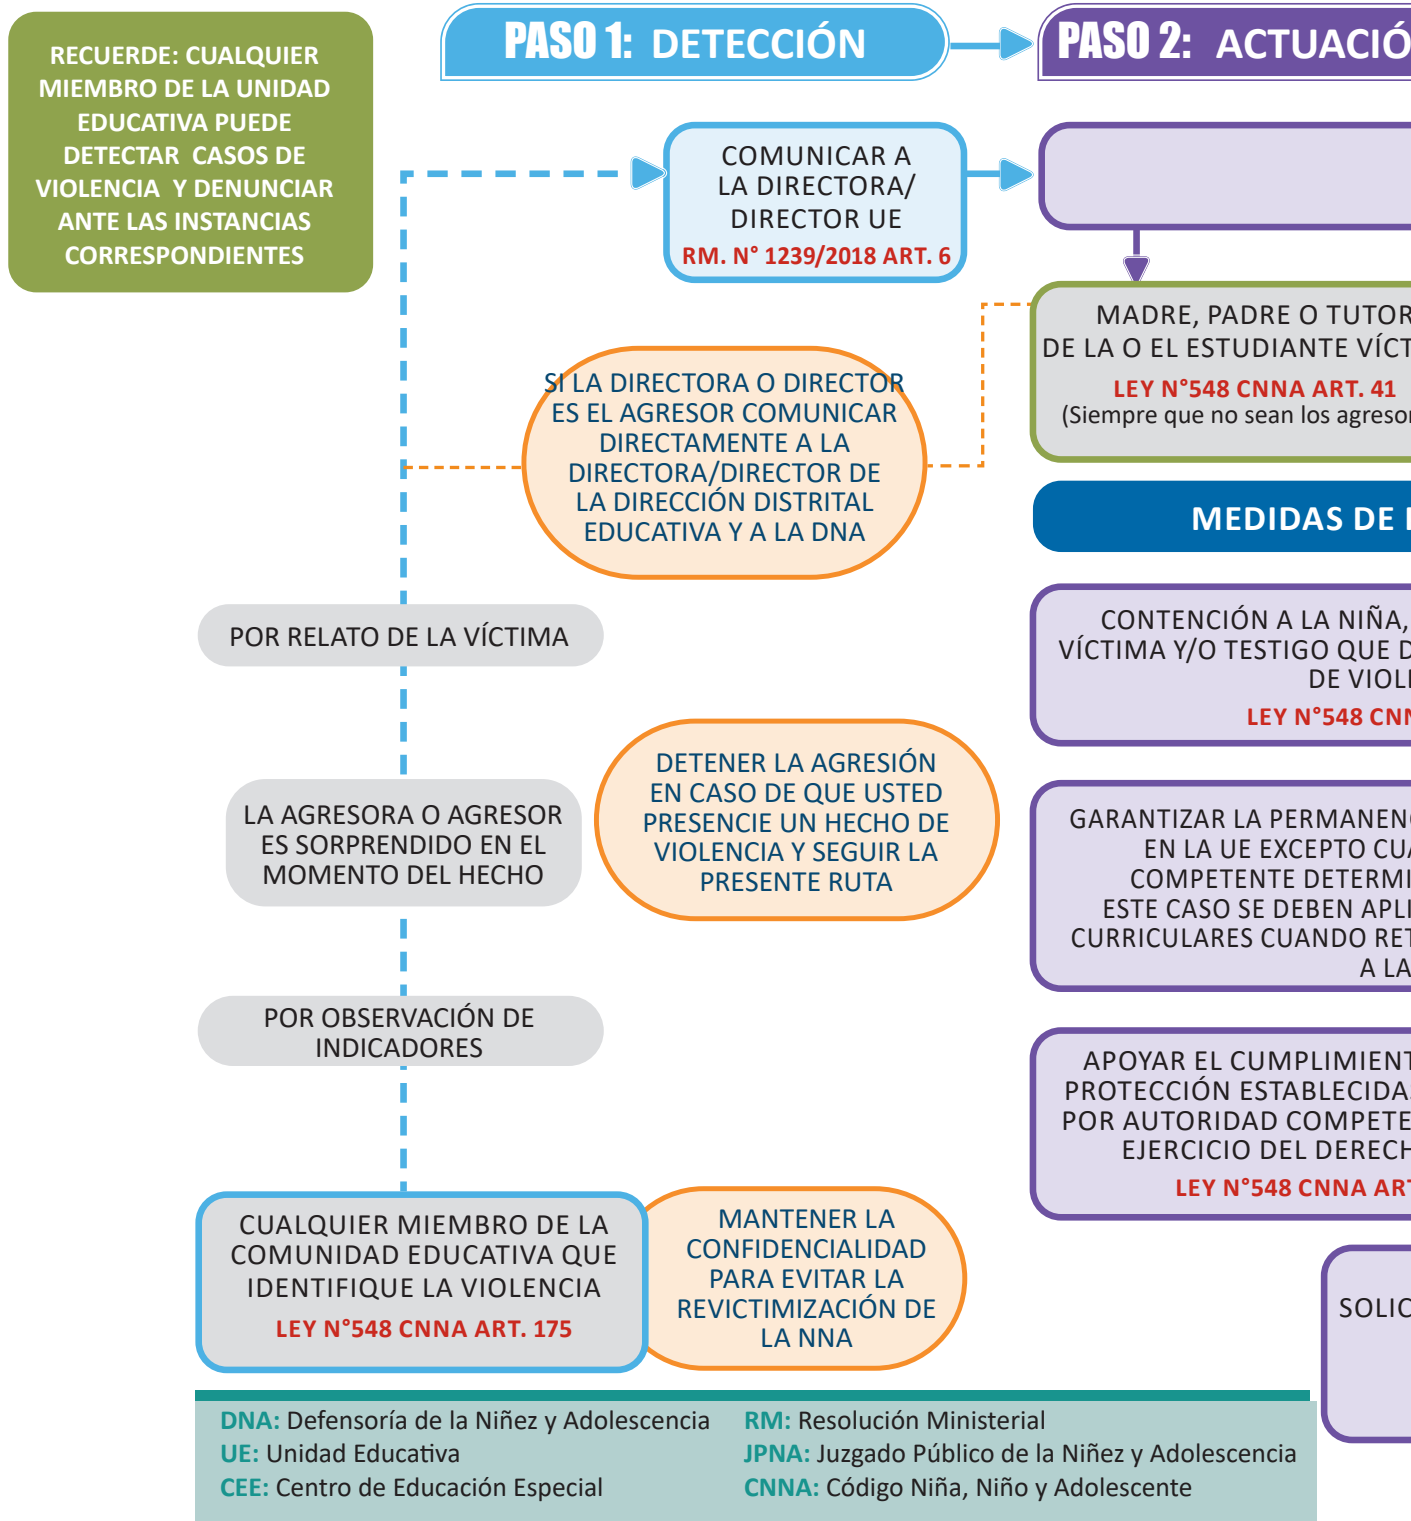 RECUERDE: CUALQUIER
MIEMBRO DE LA UNIDAD
EDUCATIVA PUEDE
DETECTAR CASOS DE
VIOLENCIA Y DENUNCIAR
ANTE LAS INSTANCIAS
CORRESPONDIENTES
PASO 1: DETECCIÓN
COMUNICAR A
LA DIRECTORA/
DIRECTOR UE
RM. N° 1239/2018 ART. 6
SI LA DIRECTORA O DIRECTOR
ES EL AGRESOR COMUNICAR
DIRECTAMENTE A LA
DIRECTORA/DIRECTOR DE
LA DIRECCIÓN DISTRITAL
EDUCATIVA Y A LA DNA
POR RELATO DE LA VÍCTIMA
LA AGRESORA O AGRESOR
ES SORPRENDIDO EN EL
MOMENTO DEL HECHO
DETENER LA AGRESIÓN
EN CASO DE QUE USTED
PRESENCIE UN HECHO DE
VIOLENCIA Y SEGUIR LA
PRESENTE RUTA
POR OBSERVACIÓN DE
INDICADORES
CUALQUIER MIEMBRO DE LA
COMUNIDAD EDUCATIVA QUE
IDENTIFIQUE LA VIOLENCIA
LEY N°548 CNNA ART. 175
MANTENER LA
CONFIDENCIALIDAD
PARA EVITAR LA
REVICTIMIZACIÓN DE
LA NNA
PASO 2: ACTUACIÓ
MADRE, PADRE O TUTOR
DE LA O EL ESTUDIANTE VÍCT
LEY N°548 CNNA ART. 41
(Siempre que no sean los agresor
MEDIDAS DE
CONTENCIÓN A LA NIÑA,
VÍCTIMA Y/O TESTIGO QUE D
DE VIOLE
LEY N°548 CNN
GARANTIZAR LA PERMANENC
EN LA UE EXCEPTO CUA
COMPETENTE DETERMI
ESTE CASO SE DEBEN APLI
CURRICULARES CUANDO RET
A LA
APOYAR EL CUMPLIMIENT
PROTECCIÓN ESTABLECIDA
POR AUTORIDAD COMPETE
EJERCICIO DEL DERECH
LEY N°548 CNNA ART
SOLIC
DNA: Defensoría de la Niñez y Adolescencia
UE: Unidad Educativa
CEE: Centro de Educación Especial
RM: Resolución Ministerial
JPNA: Juzgado Público de la Niñez y Adolescencia
CNNA: Código Niña, Niño y Adolescente